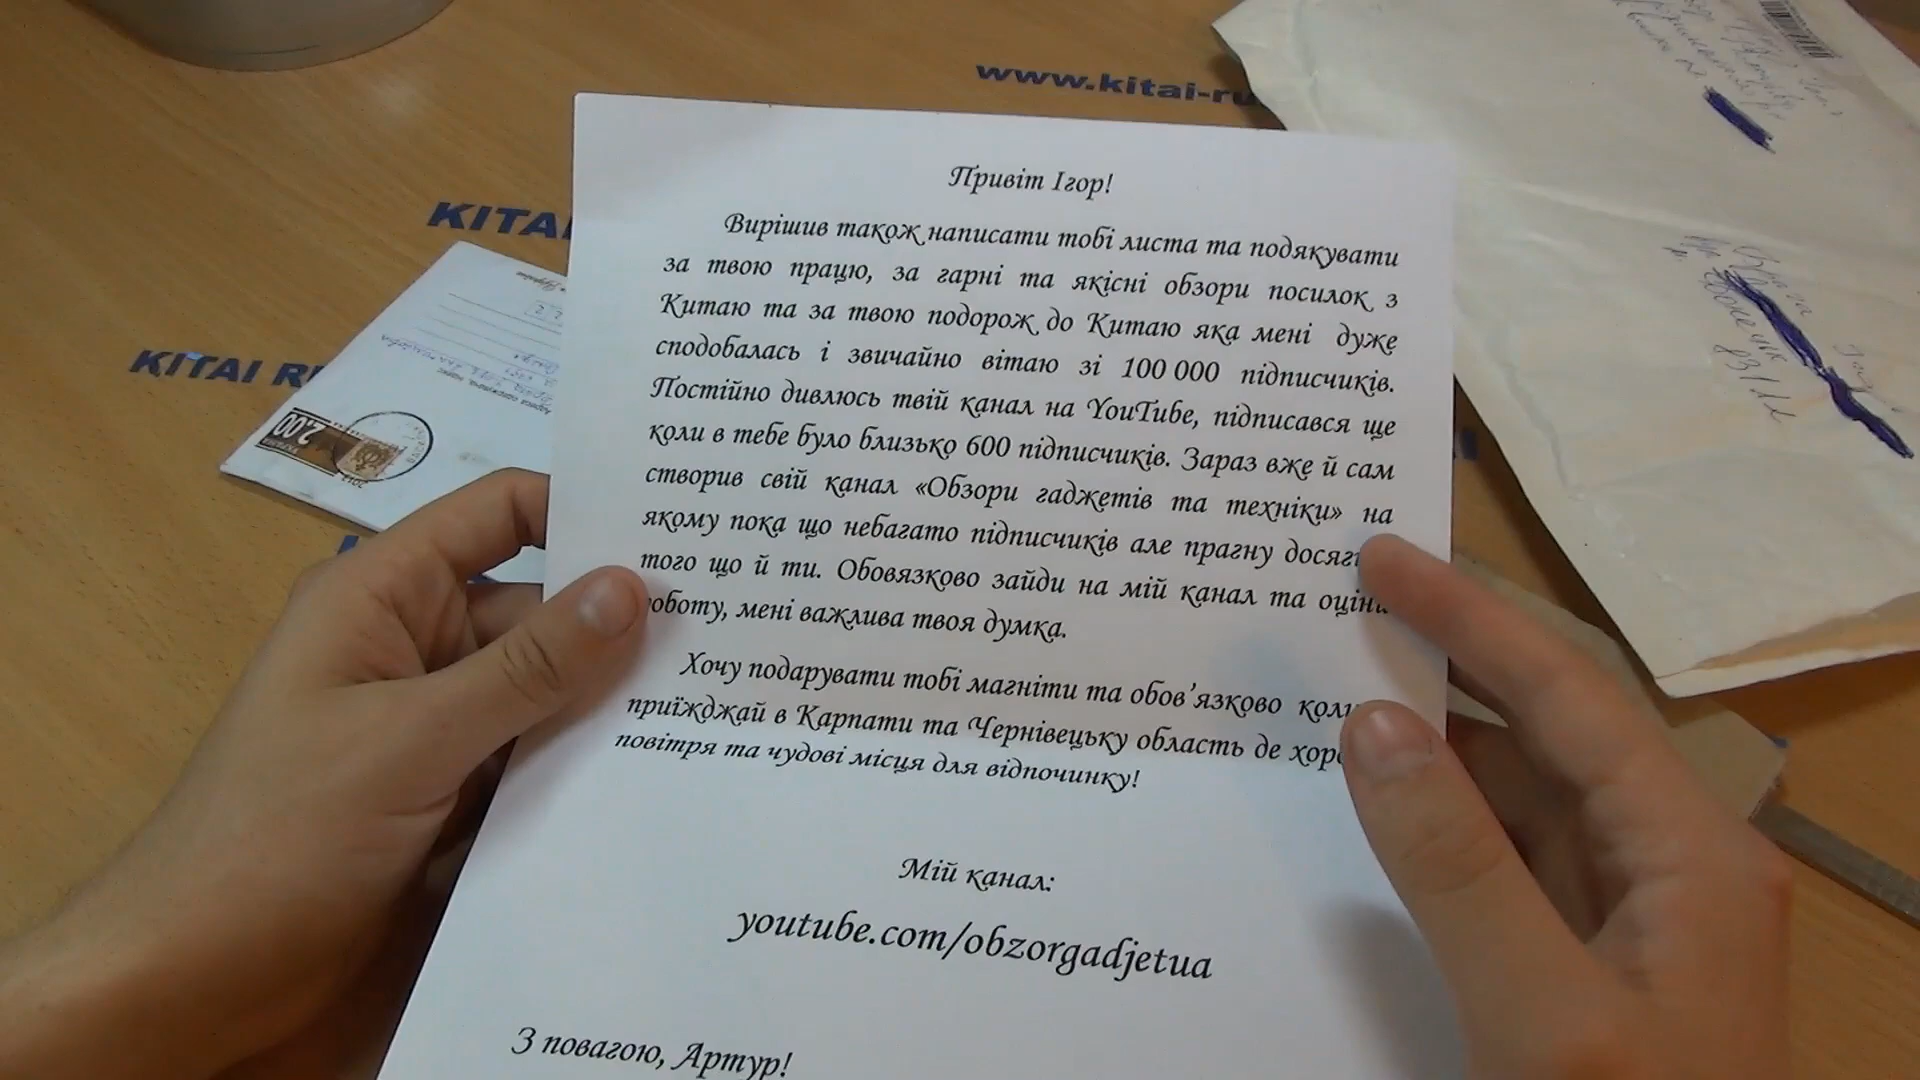 www.kitai-ru
Привіт Ігор!
Вирішив також написати тобі листа та подякувати
за твою працю, за гарні та якісні обзори посилок з
Китаю та за твою подорож до Китаю яка мені дуже
сподобалась і звичайно вітаю зі 100 000 підписчиків.
Постійно дивлюсь твій канал на YouTube, підписався ще
коли в тебе було близько 600 підписчиків. Зараз вже й сам
створив свій канал «Обзори гаджетів та техніки» на
якому пока що небагато підписчиків але прагну
того що й ти. Обовязково зайди на мій канал та
мені важлива твоя думка.
Хочу подарувати тобі магніти та обов’язково
приїжджай в Карпати та Чернівецьку область де
повітря та чудові місця для відпочинку!
Мій канал:
youtube.com/obzorgadjetua
З повагою, Артур!
KITAI
KITAI R
2,00
83111